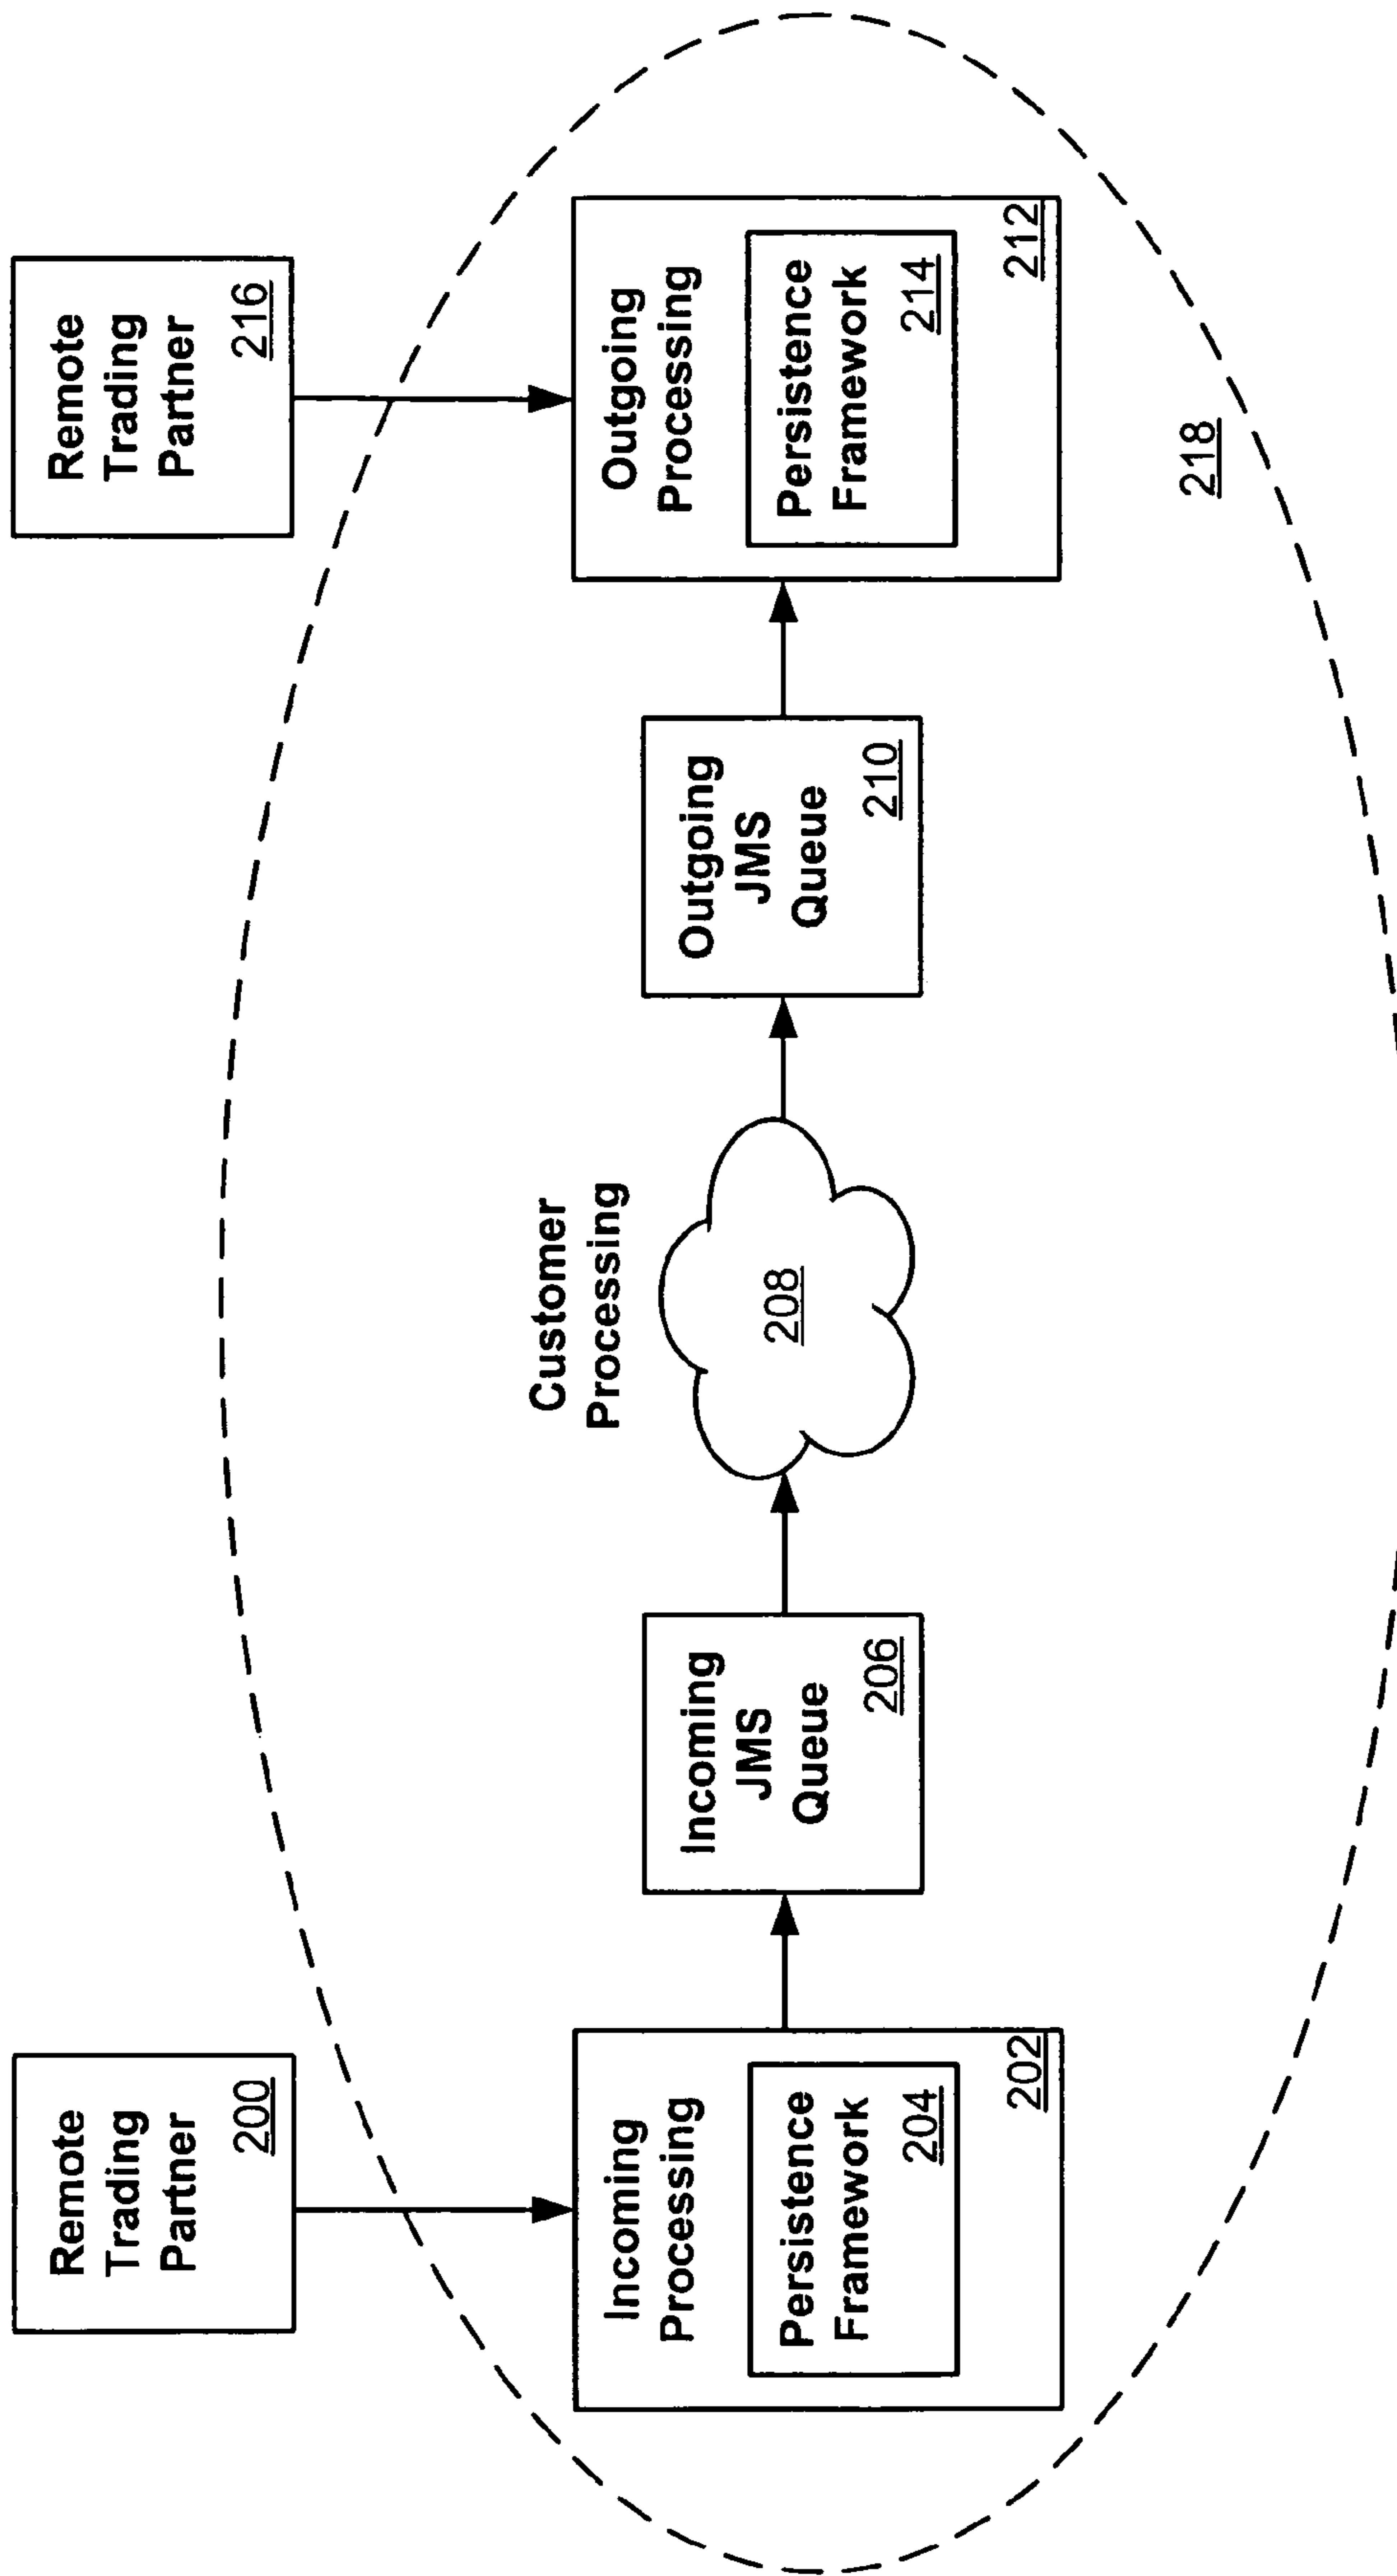 Remote
Trading
Partner
200
Remote
Trading
Partner
216
Incoming
Processing
Persistence
Framework
204
202
Incoming
JMS
Queue
206
Customer
Processing
208
Outgoing
JMS
Queue
210
Outgoing
Processing
Persistence
Framework
214
212
218